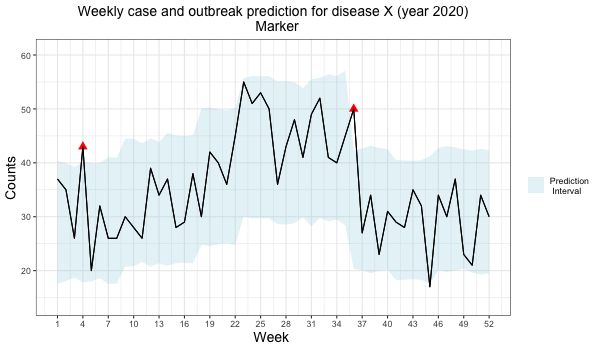 Weekly case and outbreak prediction for disease X (year 2020)
Marker
Counts
60
50
40
30
20
1 4 7 10 13 16 19 22 25 28 31 34 37 40 43 46 49 52
Week
Prediction
Interval